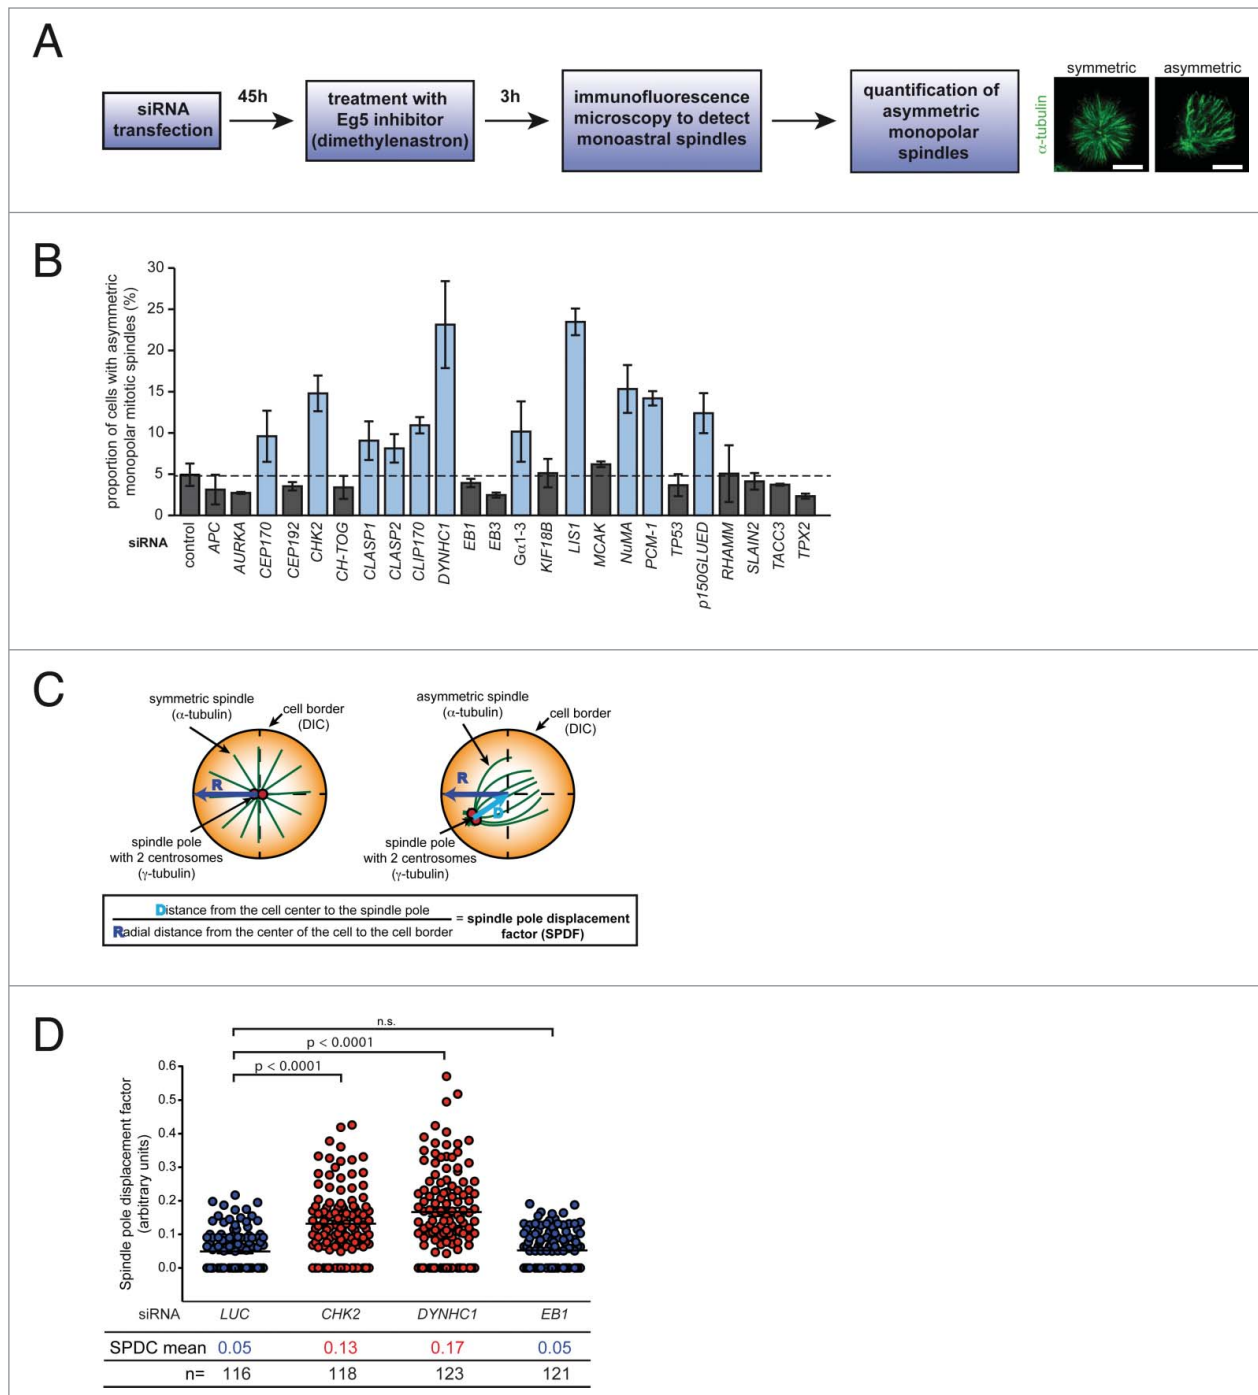 A
siRNA
transfection
45h
treatment with
Eg5 inhibitor
(dimethylenastron)
3h
immunofluorescence
microscopy to detect
monoastral spindles
quantification of
asymmetric
monopolar
spindles
symmetric
asymmetric
α-tubulin
B
proportion of cells with asymmetric
monopolar mitotic spindles (%)
30
25
20
15
10
5
0
siRNA
control
APC
AURKA
CEP170
CEP192
CHK2
CH-TOG
CLASP1
CLASP2
CLIP170
DYNHC1
EB1
EB3
Gα1-3
KIF18B
LIS1
MCAK
NuMA
PCM-1
TP53
p150GLUED
RHAMM
SLAIN2
TACC3
TPX2
C
symmetric spindle
(α-tubulin)
cell border
(DIC)
R
spindle pole
with 2 centrosomes
(γ-tubulin)
asymmetric spindle
(α-tubulin)
cell border
(DIC)
R
D
spindle pole
with 2 centrosomes
(γ-tubulin)
Distance from the cell center to the spindle pole
Radial distance from the center of the cell to the cell border
= spindle pole displacement
factor (SPDF)
D
n.s.
p < 0.0001
p < 0.0001
Spindle pole displacement factor
(arbitrary units)
0.6
0.5
0.4
0.3
0.2
0.1
0.0
siRNA LUC CHK2 DYNHC1 EB1
SPDC mean 0.05 0.13 0.17 0.05
n= 116 118 123 121